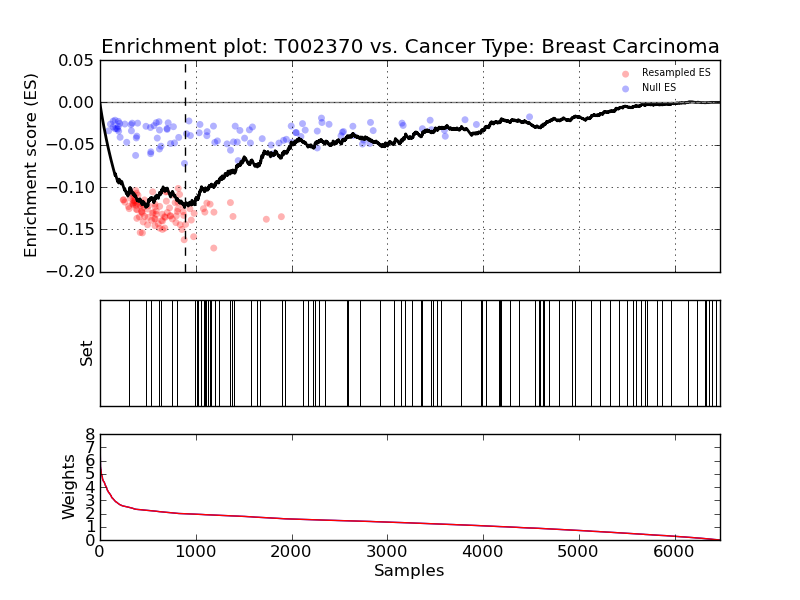 Enrichment plot: T002370 vs. Cancer Type: Breast Carcinoma
0.05
0.00
−0.05
−0.10
−0.15
−0.20
Enrichment score (ES)
Resampled ES
Null ES
Set
8
7
6
5
4
3
2
1
0
Weights
0 1000 2000 3000 4000 5000 6000
Samples